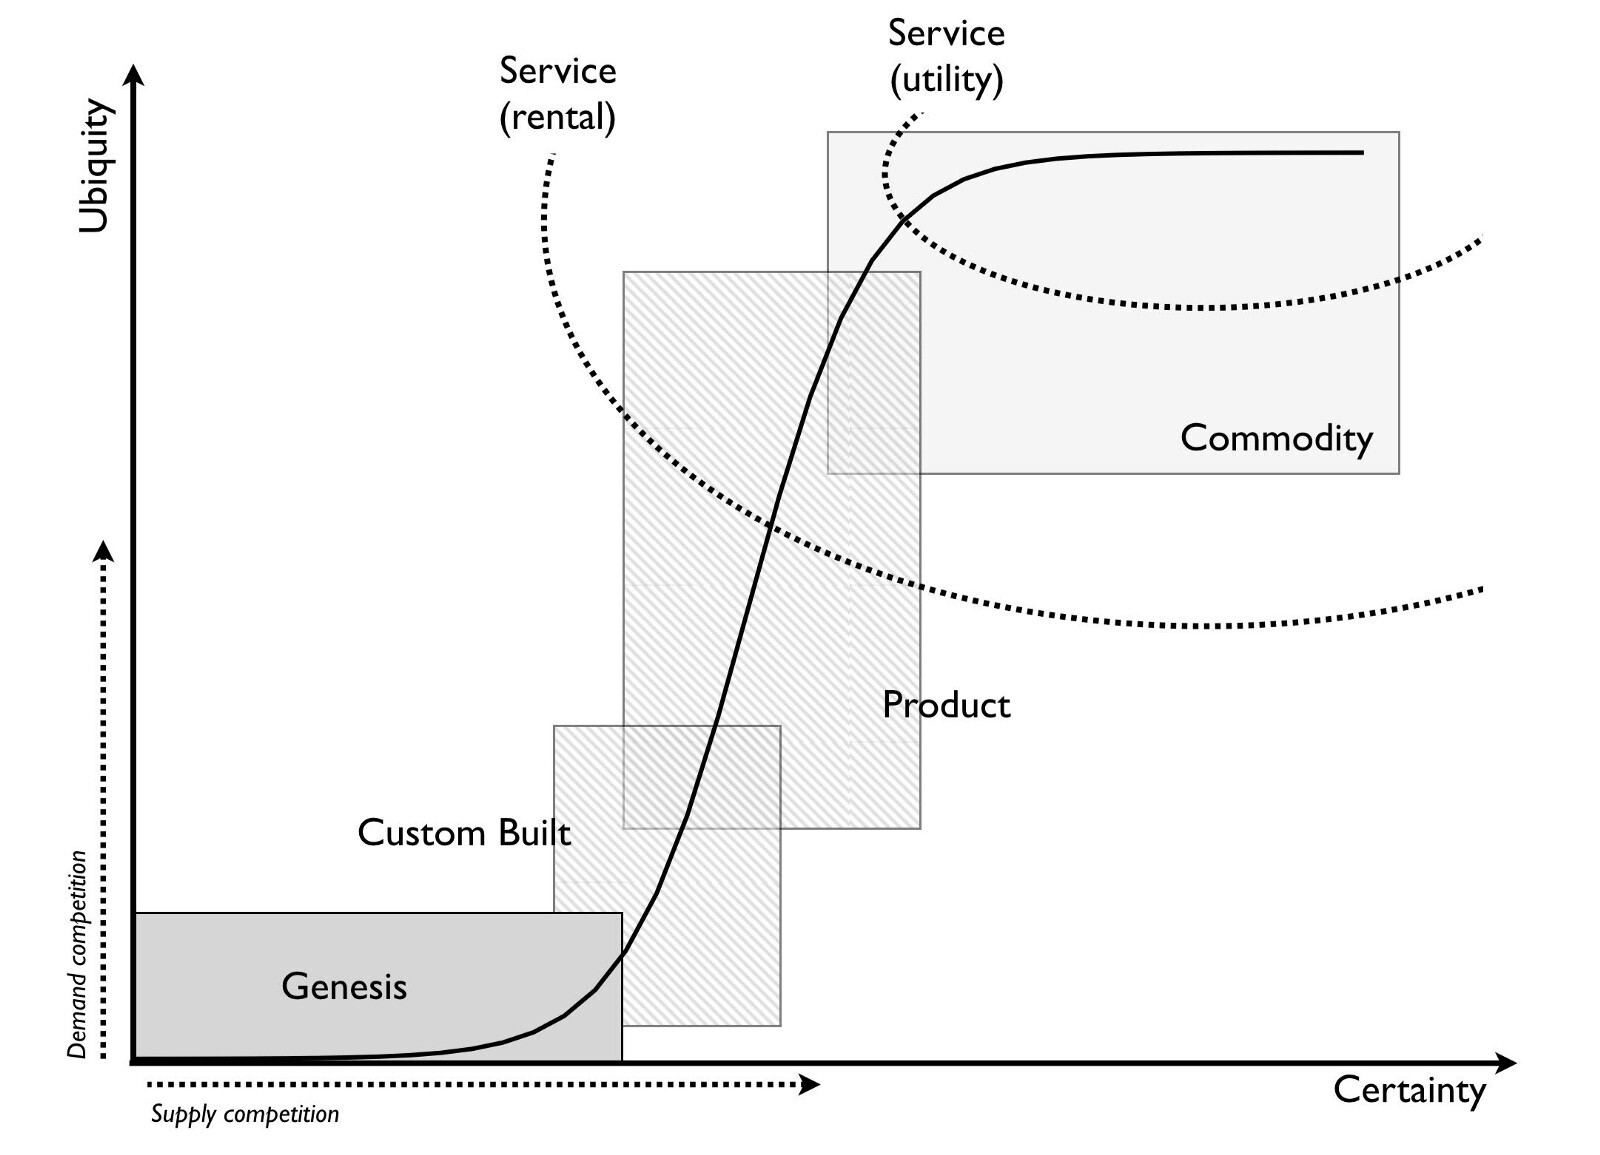 Service
(utility)
Service
(rental)
Ubiquity
Commodity
Product
Custom Built
Demand competition
Genesis
Certainty
Supply competition